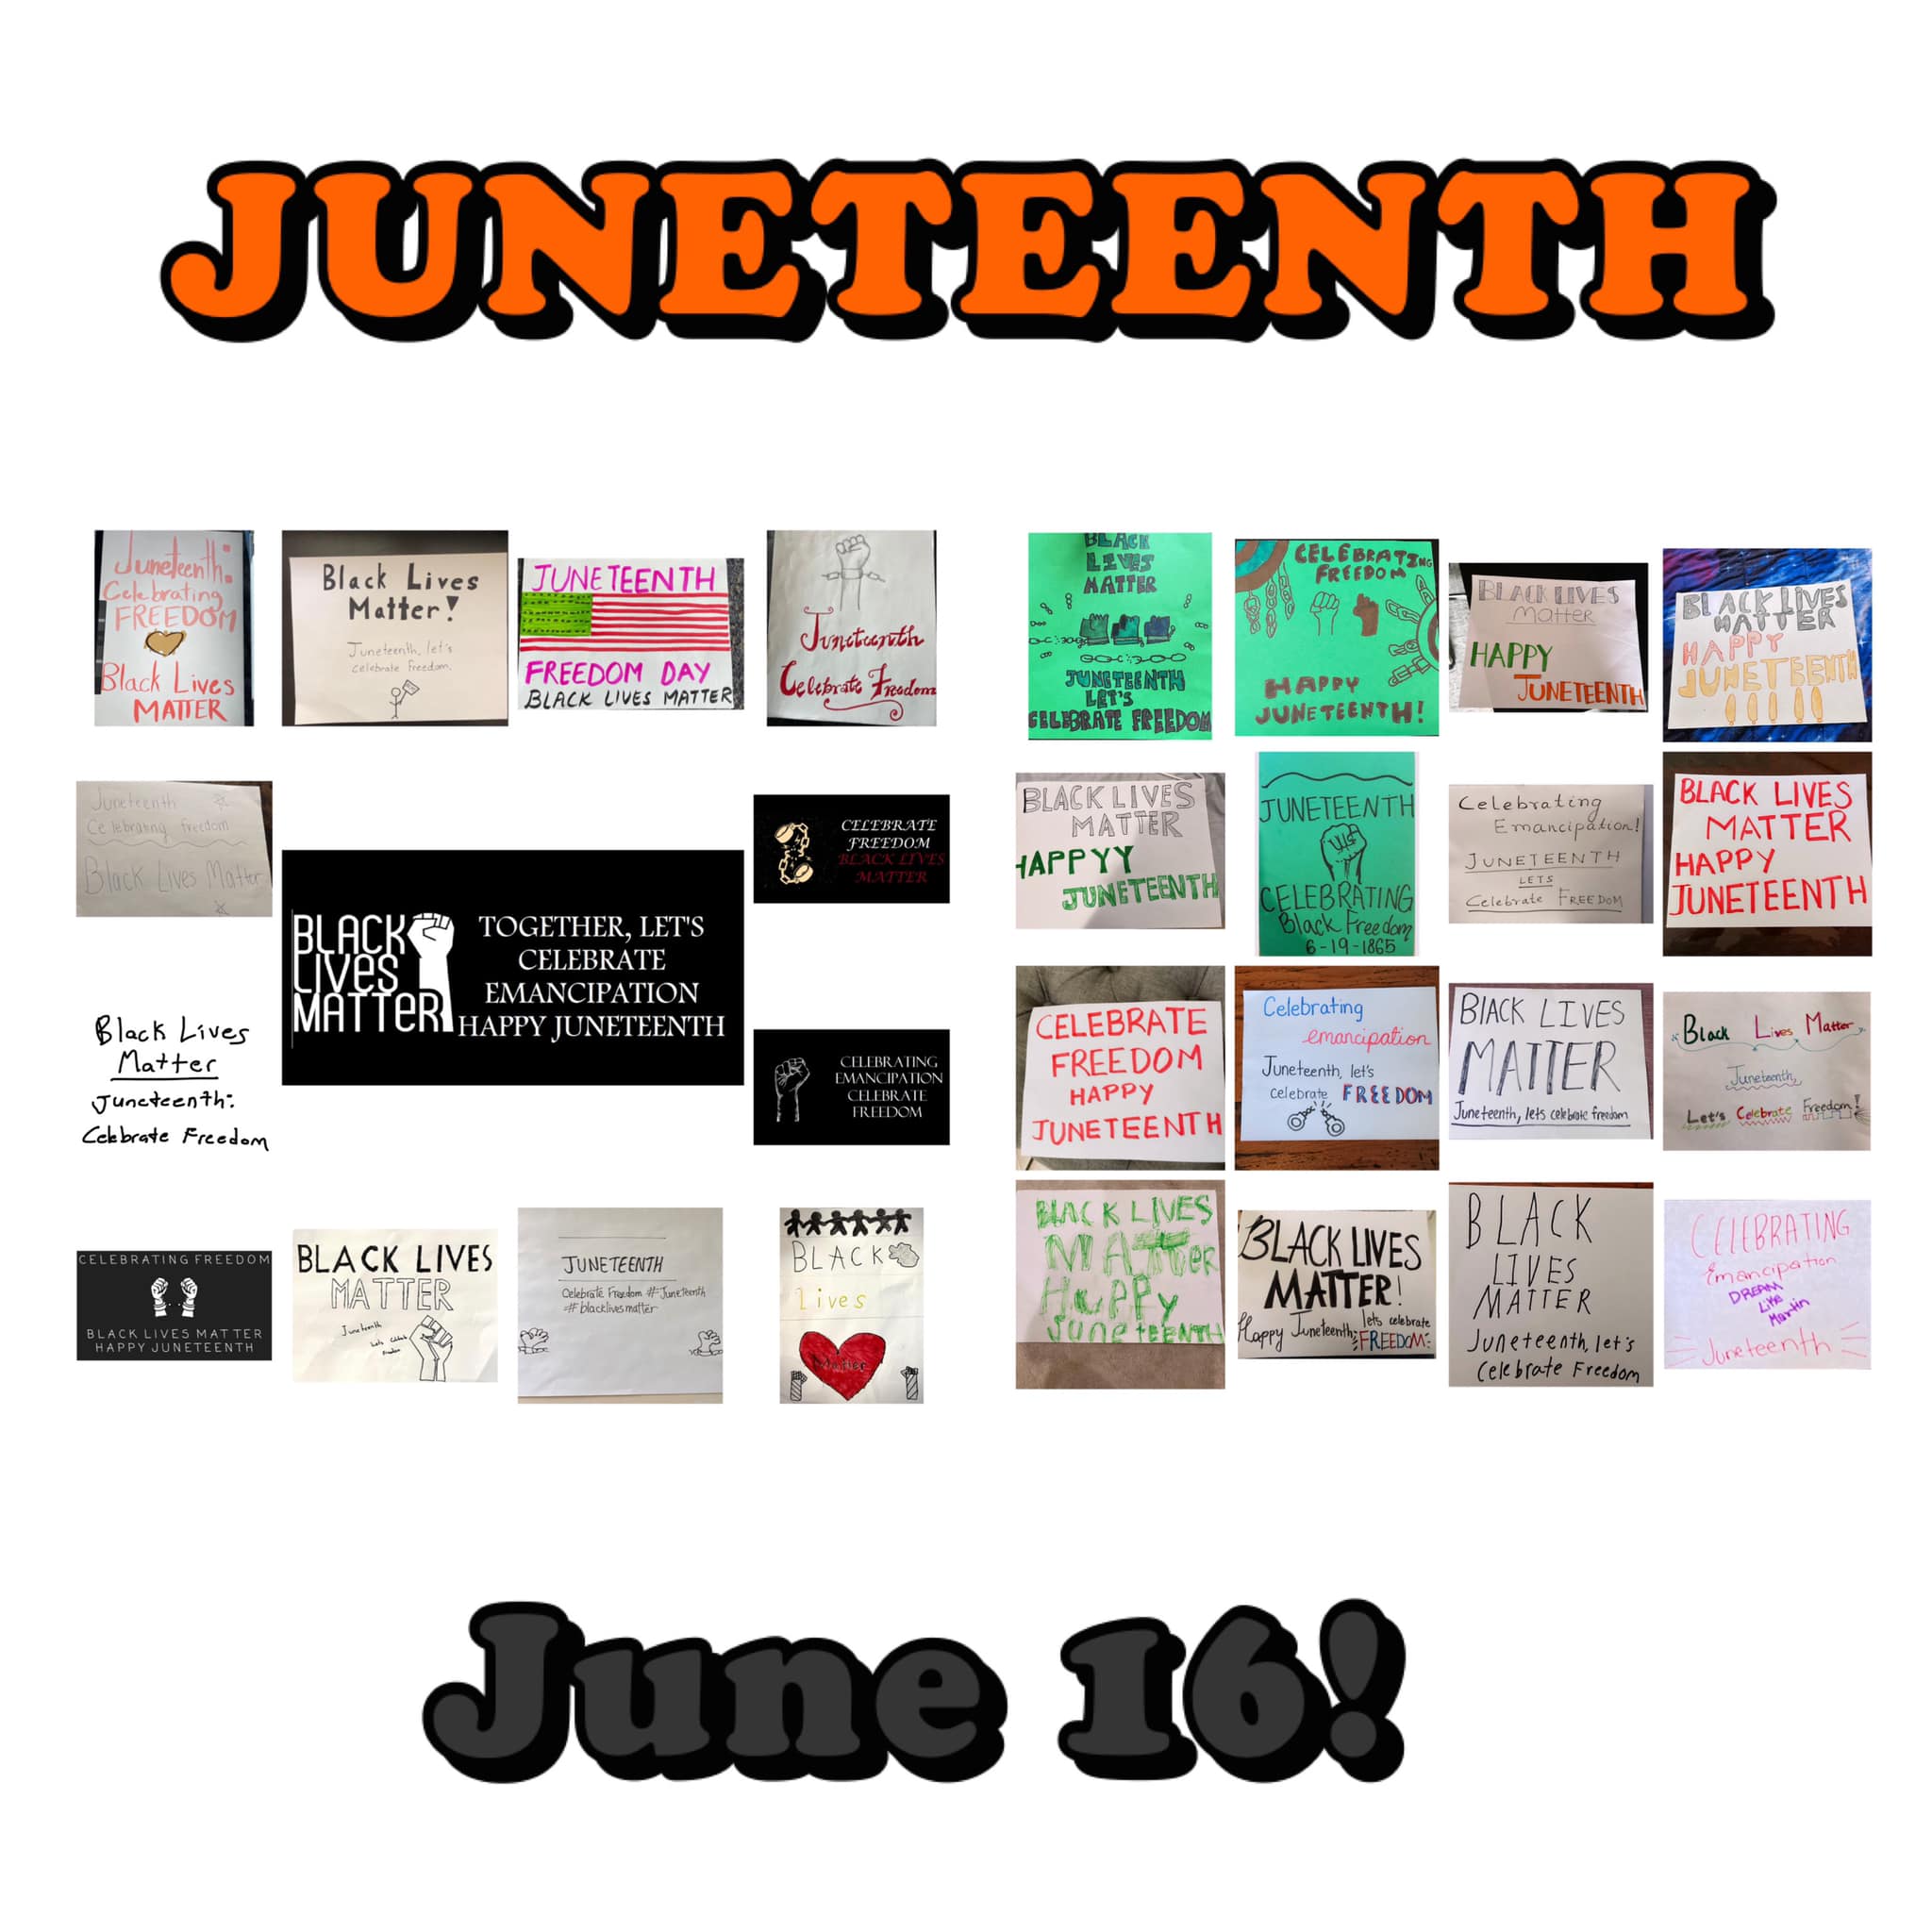 JUNETEENTH
Juneteenth:
Celebrating
FREEDOM
Black Lives
MATTER
Black Lives
Matter!
Juneteenth, let's
celebrate freedom.
JUNETEENTH
FREEDOM DAY
BLACK LIVES MATTER
Juneteenth
Celebrate Freedom
BLACK
LIVES
MATTER
JUNETEENTH
LET'S
CELEBRATE FREEDOM
CELEBRATING
FREEDOM
HAPPY
JUNETEENTH!
BLACK LIVES
Matter
HAPPY
JUNETEENTH
BLACK LIVES
MATTER
HAPPY
JUNETEENTH
!!!!!
Juneteenth
Celebrating freedom
Black Lives Matter
BLACK
LIVES
MATTER
TOGETHER, LET'S
CELEBRATE
EMANCIPATION
HAPPY JUNETEENTH
CELEBRATE
FREEDOM
BLACK LIVES
MATTER
BLACK LIVES
MATTER
HAPPYY
JUNETEENTH
JUNETEENTH
CELEBRATING
Black Freedom
6-19-1865
Celebrating
Emancipation!
JUNETEENTH
LETS
Celebrate FREEDOM
BLACK LIVES
MATTER
HAPPY
JUNETEENTH
Black Lives
Matter
Juneteenth:
Celebrate Freedom
CELEBRATING
EMANCIPATION
CELEBRATE
FREEDOM
CELEBRATE
FREEDOM
HAPPY
JUNETEENTH
Celebrating
emancipation
Juneteenth, let's
celebrate FREEDOM
BLACK LIVES
MATTER
Juneteenth, lets celebrate freedom
Black Lives Matter
Juneteenth,
Let's Celebrate Freedom!
CELEBRATING FREEDOM
BLACK LIVES MATTER
HAPPY JUNETEENTH
BLACK LIVES
MATTER
Juneteenth
Let's
Freedom
JUNETEENTH
Celebrate Freedom #Juneteenth
#blacklivesmatter
BLACK
Lives
Matter
BLACK LIVES
MAtter
HAPPy
JuneteENTH
BLACK LIVES
MATTER!
Happy Juneteenth; lets celebrate
FREEDOM
BLACK
LIVES
MATTER
Juneteenth, let's
Celebrate Freedom
CELEBRATING
Emancipation
DREAM
Like
Martin
Juneteenth
June 16!